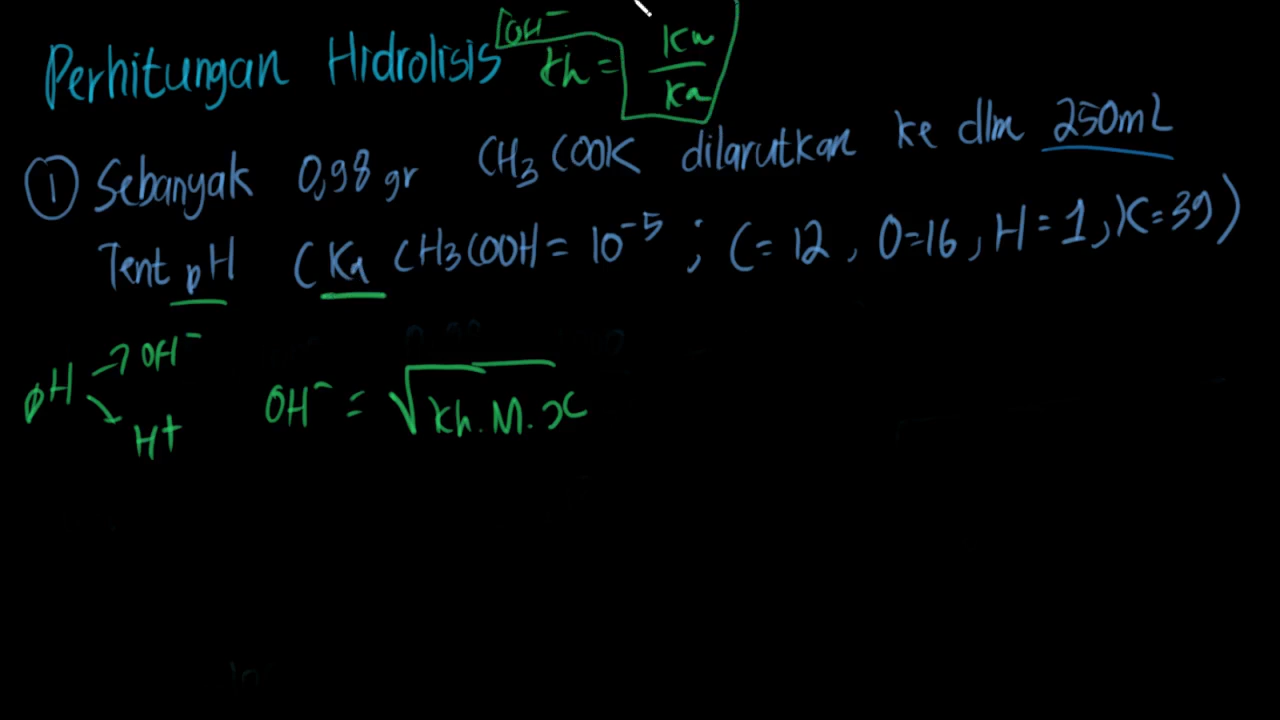 Perhitungan Hidrolisis
[OH⁻
Kh = Kw / Ka
① Sebanyak 0,98 gr CH₃COOK dilarutkan ke dlm 250mL
Tent pH (Ka CH₃COOH = 10⁻⁵ ; C = 12 , O=16 , H = 1, K=39)
pH → OH⁻
→ H⁺
OH⁻ = √Kh.M.x